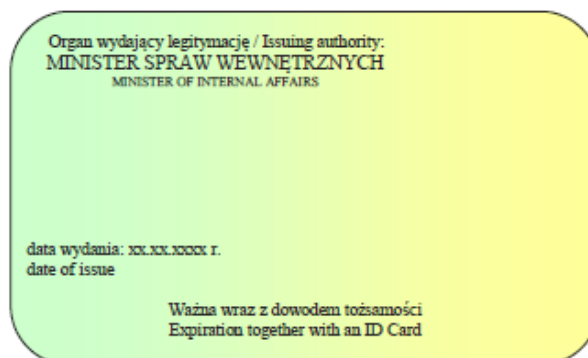 Organ wydający legitymację / Issuing authority:
MINISTER SPRAW WEWNĘTRZNYCH
MINISTER OF INTERNAL AFFAIRS
data wydania: xx.xx.xxxx r.
date of issue
Ważna wraz z dowodem tożsamości
Expiration together with an ID Card